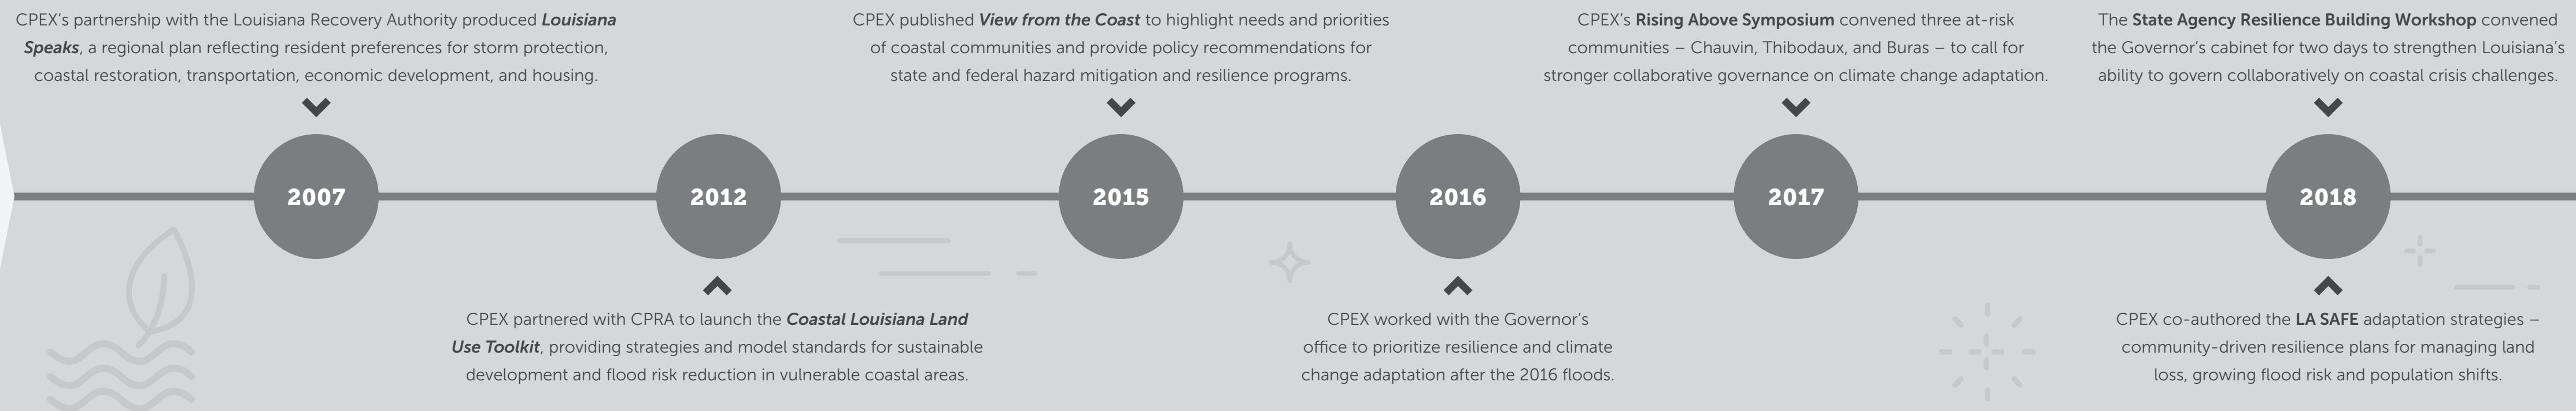 CPEX’s partnership with the Louisiana Recovery Authority produced Louisiana
Speaks, a regional plan reflecting resident preferences for storm protection,
coastal restoration, transportation, economic development, and housing.
2007
2012
CPEX partnered with CPRA to launch the Coastal Louisiana Land
Use Toolkit, providing strategies and model standards for sustainable
development and flood risk reduction in vulnerable coastal areas.
CPEX published View from the Coast to highlight needs and priorities
of coastal communities and provide policy recommendations for
state and federal hazard mitigation and resilience programs.
2015
2016
CPEX worked with the Governor’s
office to prioritize resilience and climate
change adaptation after the 2016 floods.
CPEX’s Rising Above Symposium convened three at-risk
communities – Chauvin, Thibodaux, and Buras – to call for
stronger collaborative governance on climate change adaptation.
2017
The State Agency Resilience Building Workshop convened
the Governor’s cabinet for two days to strengthen Louisiana’s
ability to govern collaboratively on coastal crisis challenges.
2018
CPEX co-authored the LA SAFE adaptation strategies –
community-driven resilience plans for managing land
loss, growing flood risk and population shifts.